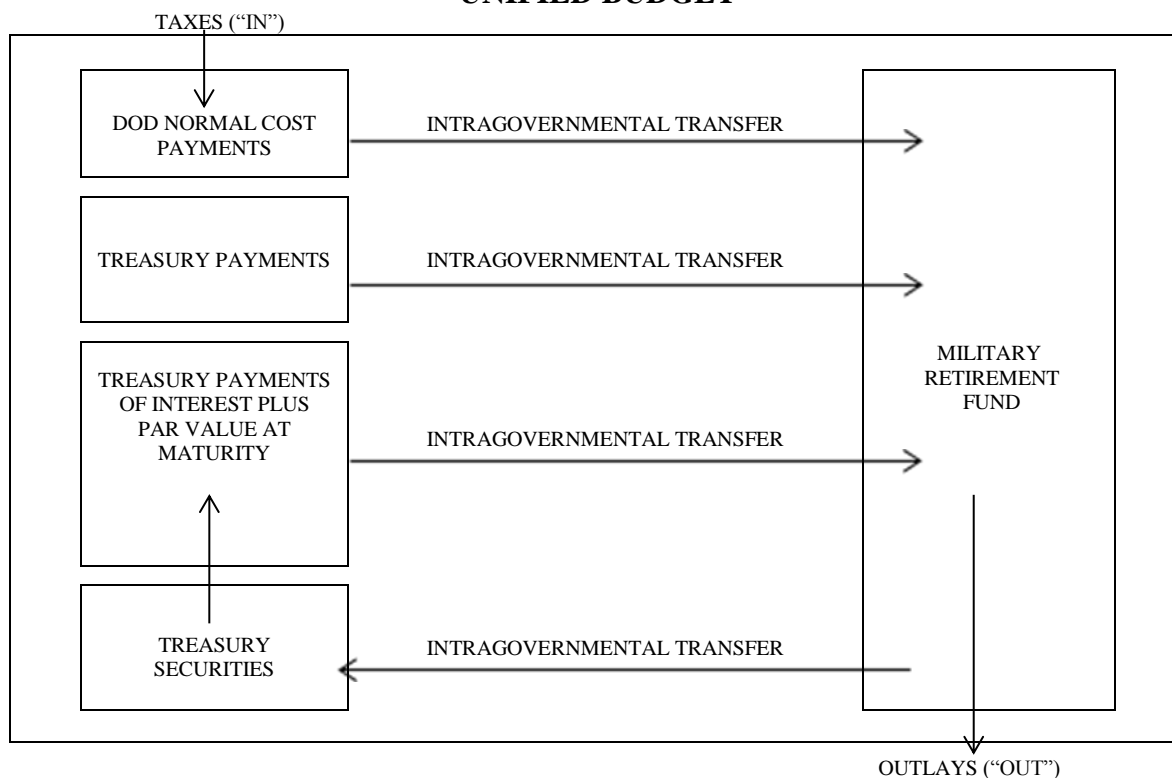 UNIFIED BUDGET
TAXES (“IN”)
DOD NORMAL COST
PAYMENTS
INTRAGOVERNMENTAL TRANSFER
TREASURY PAYMENTS
INTRAGOVERNMENTAL TRANSFER
TREASURY PAYMENTS
OF INTEREST PLUS
PAR VALUE AT
MATURITY
INTRAGOVERNMENTAL TRANSFER
MILITARY
RETIREMENT
FUND
TREASURY
SECURITIES
INTRAGOVERNMENTAL TRANSFER
OUTLAYS (“OUT”)